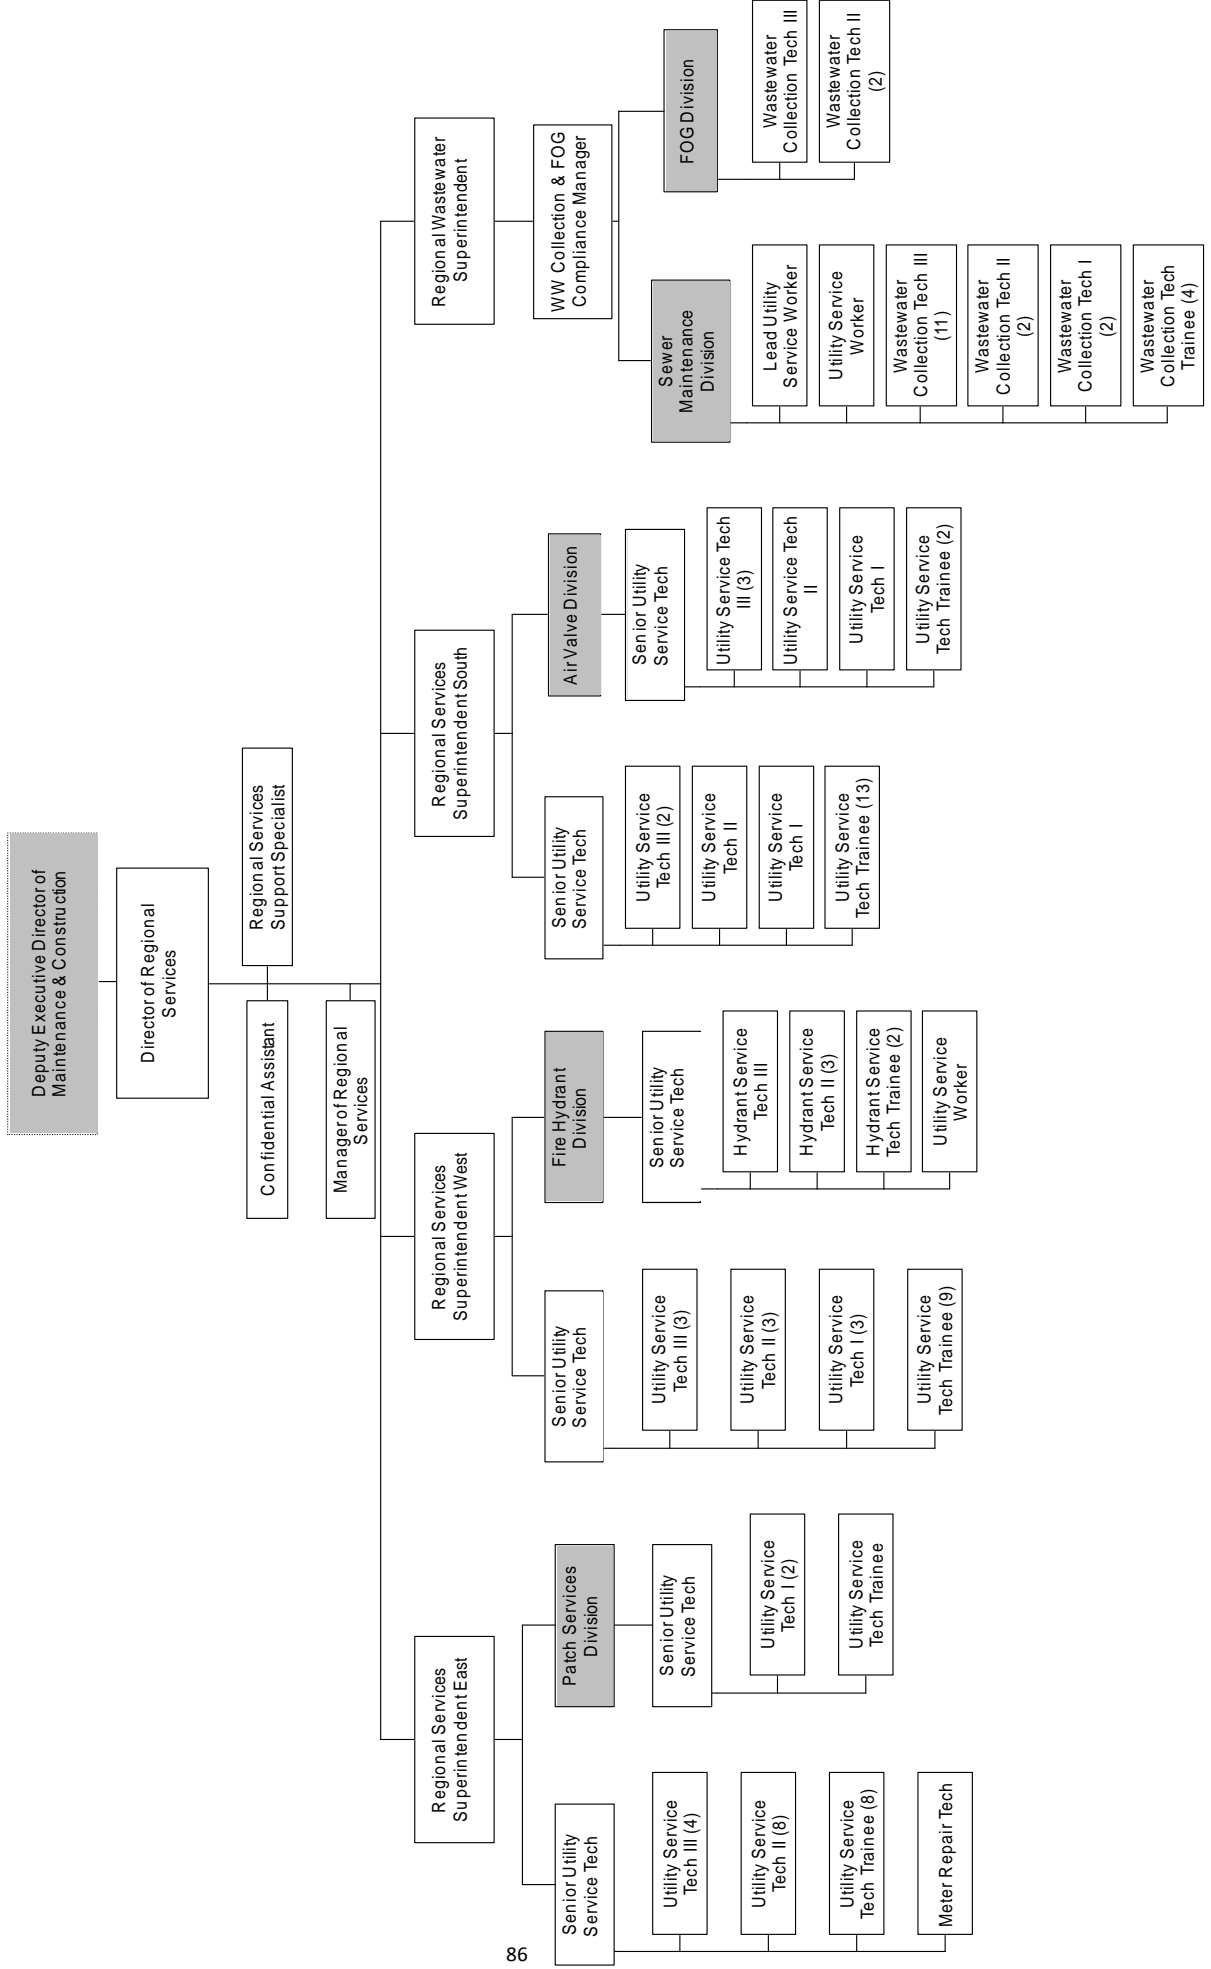 Deputy Executive Director of
Maintenance & Construction
Director of Regional
Services
Confidential Assistant
Regional Services
Support Specialist
Manager of Regional
Services
Regional Services
Superintendent East
Senior Utility
Service Tech
Utility Service
Tech III (4)
Utility Service
Tech II (8)
Utility Service
Tech Trainee (8)
Meter Repair Tech
Patch Services
Division
Senior Utility
Service Tech
Utility Service
Tech I (2)
Utility Service
Tech Trainee
Regional Services
Superintendent West
Senior Utility
Service Tech
Utility Service
Tech III (3)
Utility Service
Tech II (3)
Utility Service
Tech I (3)
Utility Service
Tech Trainee (9)
Fire Hydrant
Division
Senior Utility
Service Tech
Hydrant Service
Tech III
Hydrant Service
Tech II (3)
Hydrant Service
Tech Trainee (2)
Utility Service
Worker
Regional Services
Superintendent South
Senior Utility
Service Tech
Utility Service
Tech III (2)
Utility Service
Tech II
Utility Service
Tech I
Utility Service
Tech Trainee (13)
Air Valve Division
Senior Utility
Service Tech
Utility Service Tech
III (3)
Utility Service Tech
II
Utility Service
Tech I
Utility Service
Tech Trainee (2)
Regional Wastewater
Superintendent
WW Collection & FOG
Compliance Manager
Sewer
Maintenance
Division
Lead Utility
Service Worker
Utility Service
Worker
Wastewater
Collection Tech III
(11)
Wastewater
Collection Tech II
(2)
Wastewater
Collection Tech I
(2)
Wastewater
Collection Tech
Trainee (4)
FOG Division
Wastewater
Collection Tech III
Wastewater
Collection Tech II
(2)
86